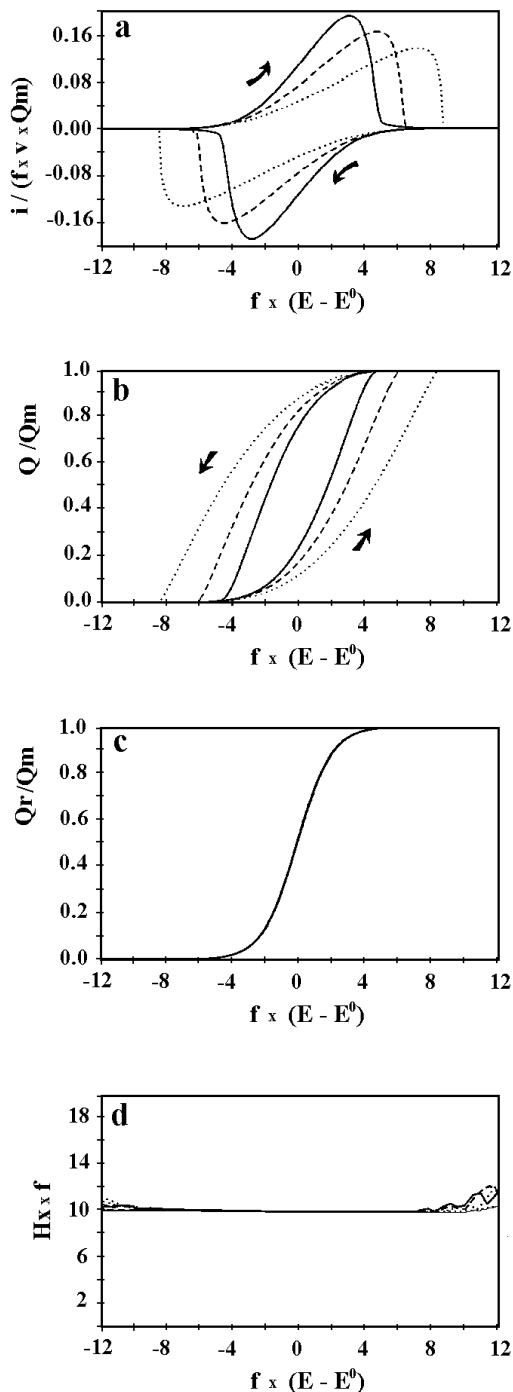 a
0.16
0.08
0.00
-0.08
-0.16
i / (f x v x Qm)
-12 -8 -4 0 4 8 12
f x (E - E⁰)
b
1.0
0.8
0.6
0.4
0.2
0.0
Q /Qm
-12 -8 -4 0 4 8 12
f x (E - E⁰)
c
1.0
0.8
0.6
0.4
0.2
0.0
Qr/Qm
-12 -8 -4 0 4 8 12
f x (E - E⁰)
d
18
14
10
6
2
Hx x f
-12 -8 -4 0 4 8 12
f x (E - E⁰)